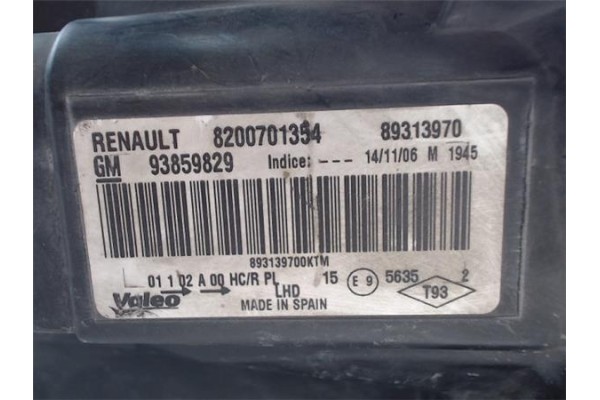 RENAULT 8200701354 89313970
GM 93859829 Indice: --- 14/11/06 M 1945
893139700KTM
L 01 1 02 A 00 HC/R PL 15 E 9 5635 2
Valeo LHD T93
MADE IN SPAIN